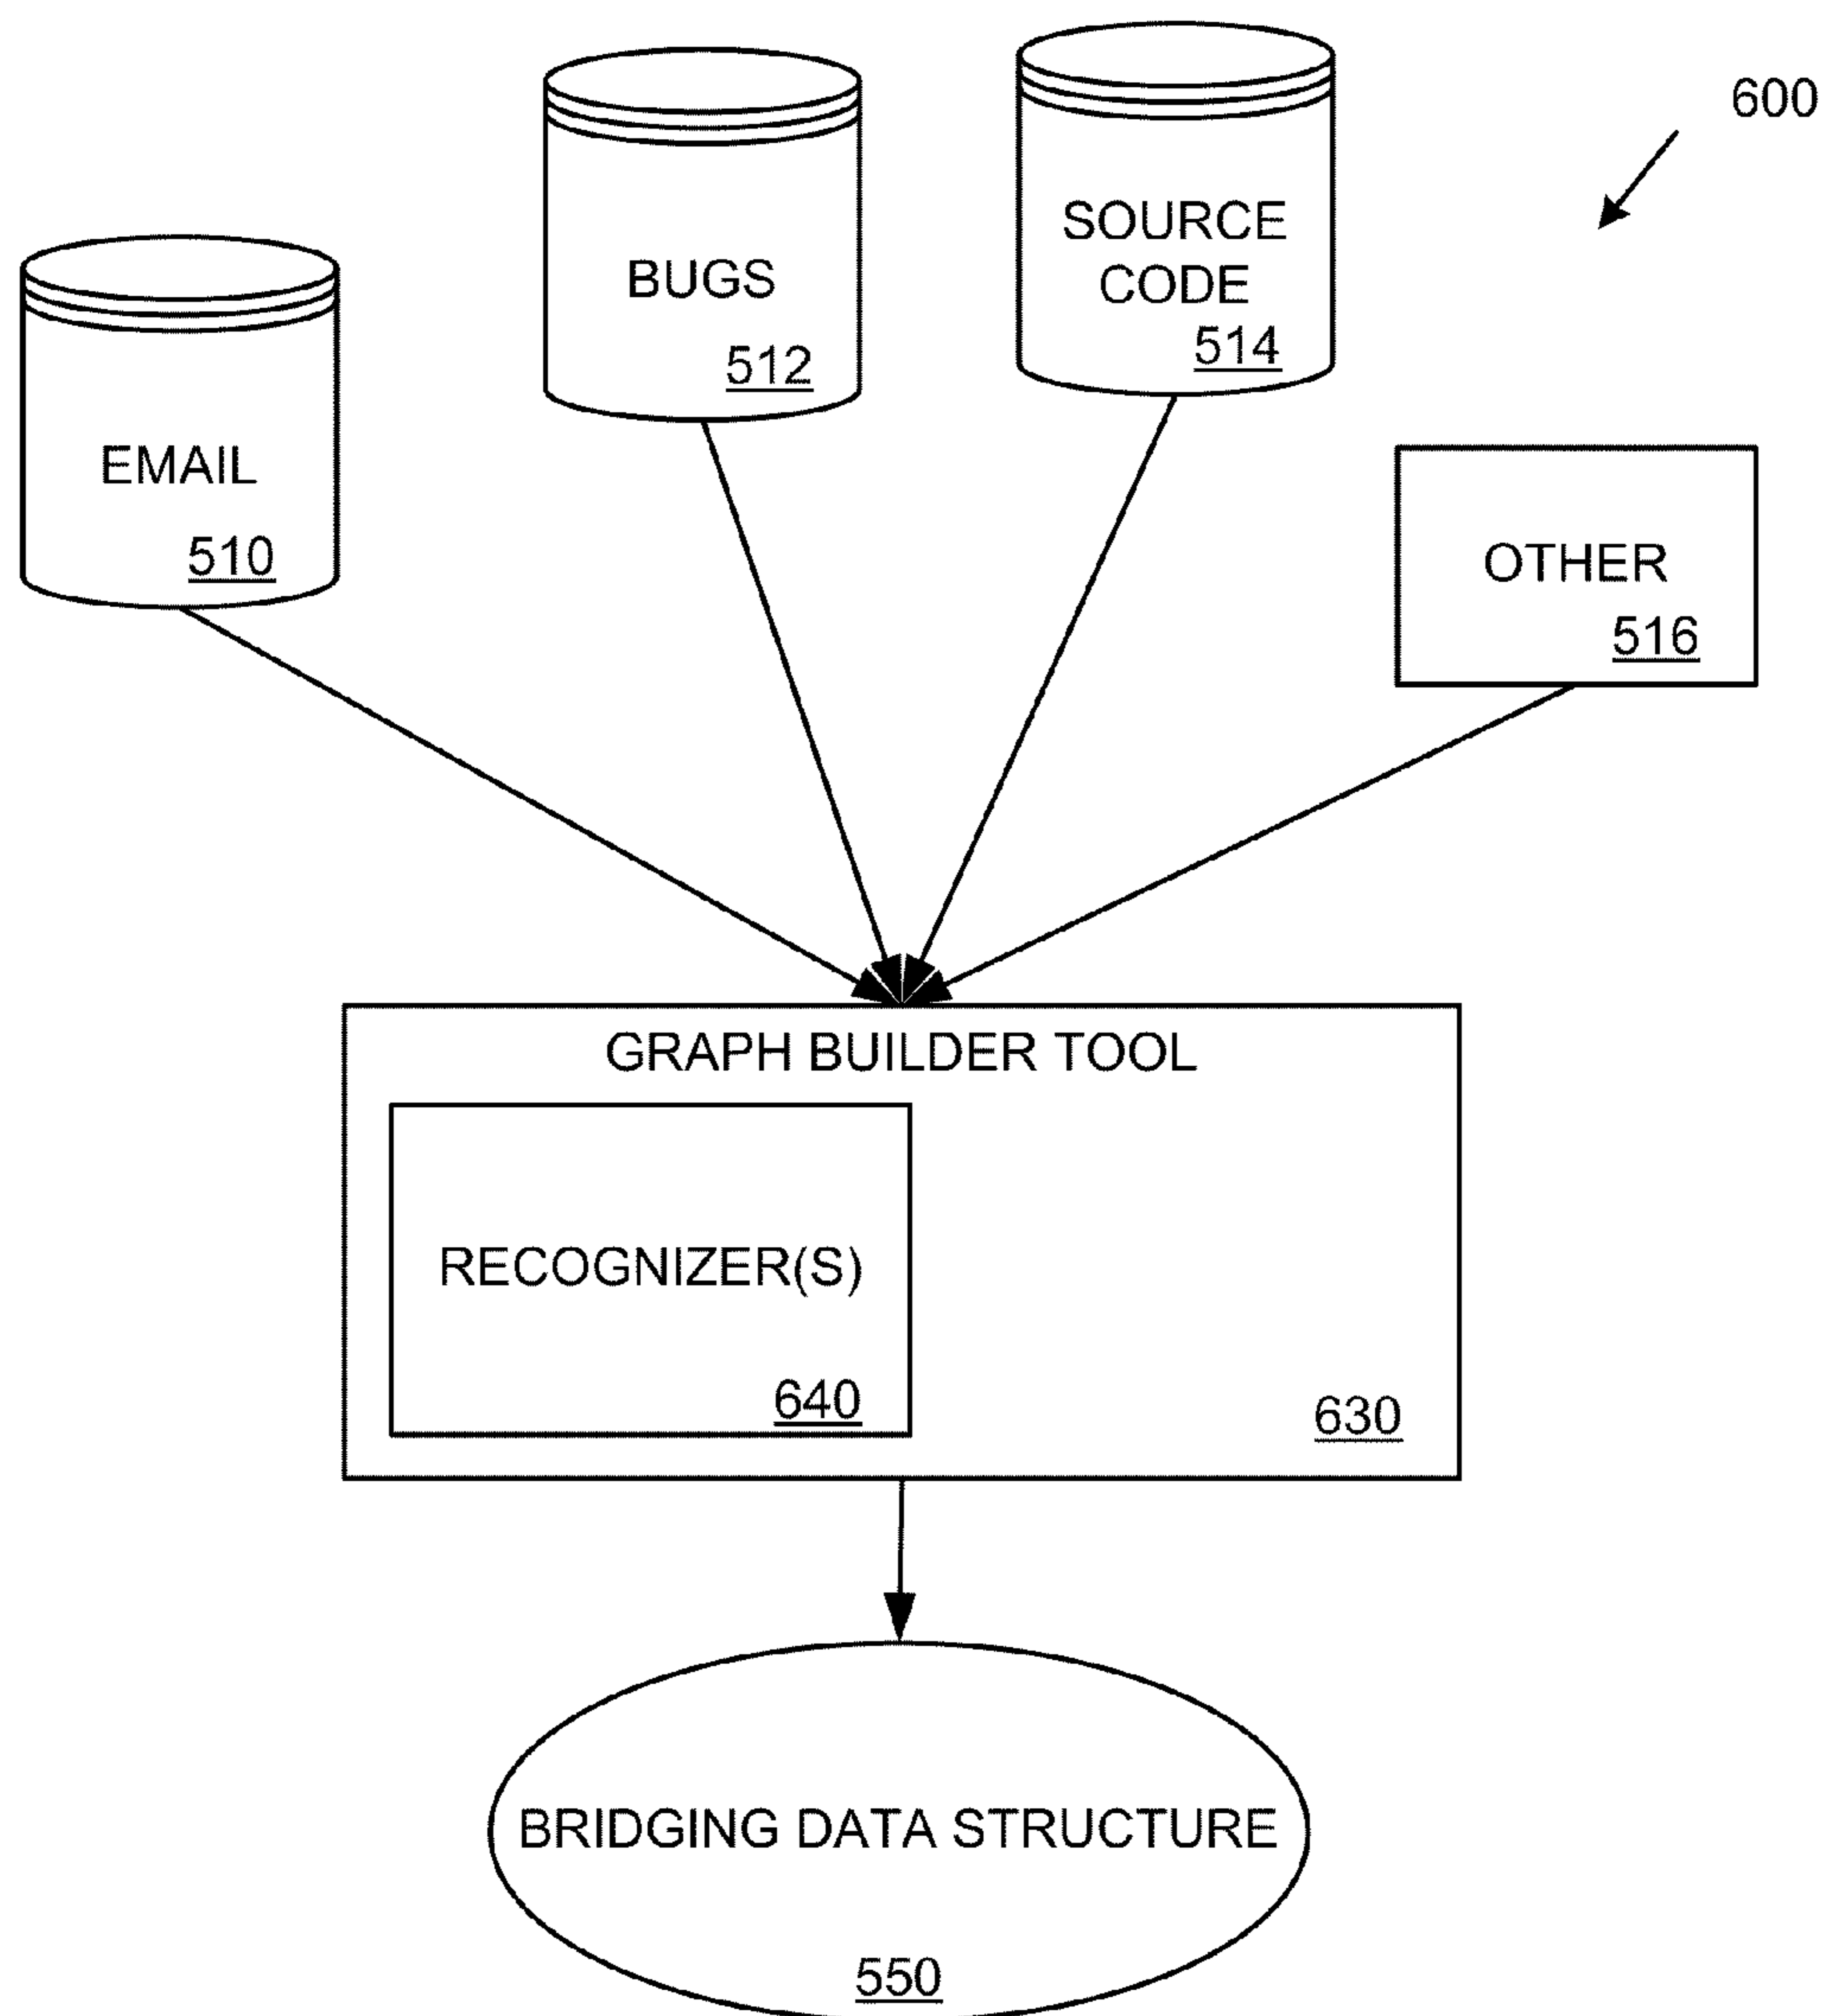 600
SOURCE
CODE
514
BUGS
512
EMAIL
510
OTHER
516
GRAPH BUILDER TOOL
RECOGNIZER(S)
640
630
BRIDGING DATA STRUCTURE
550